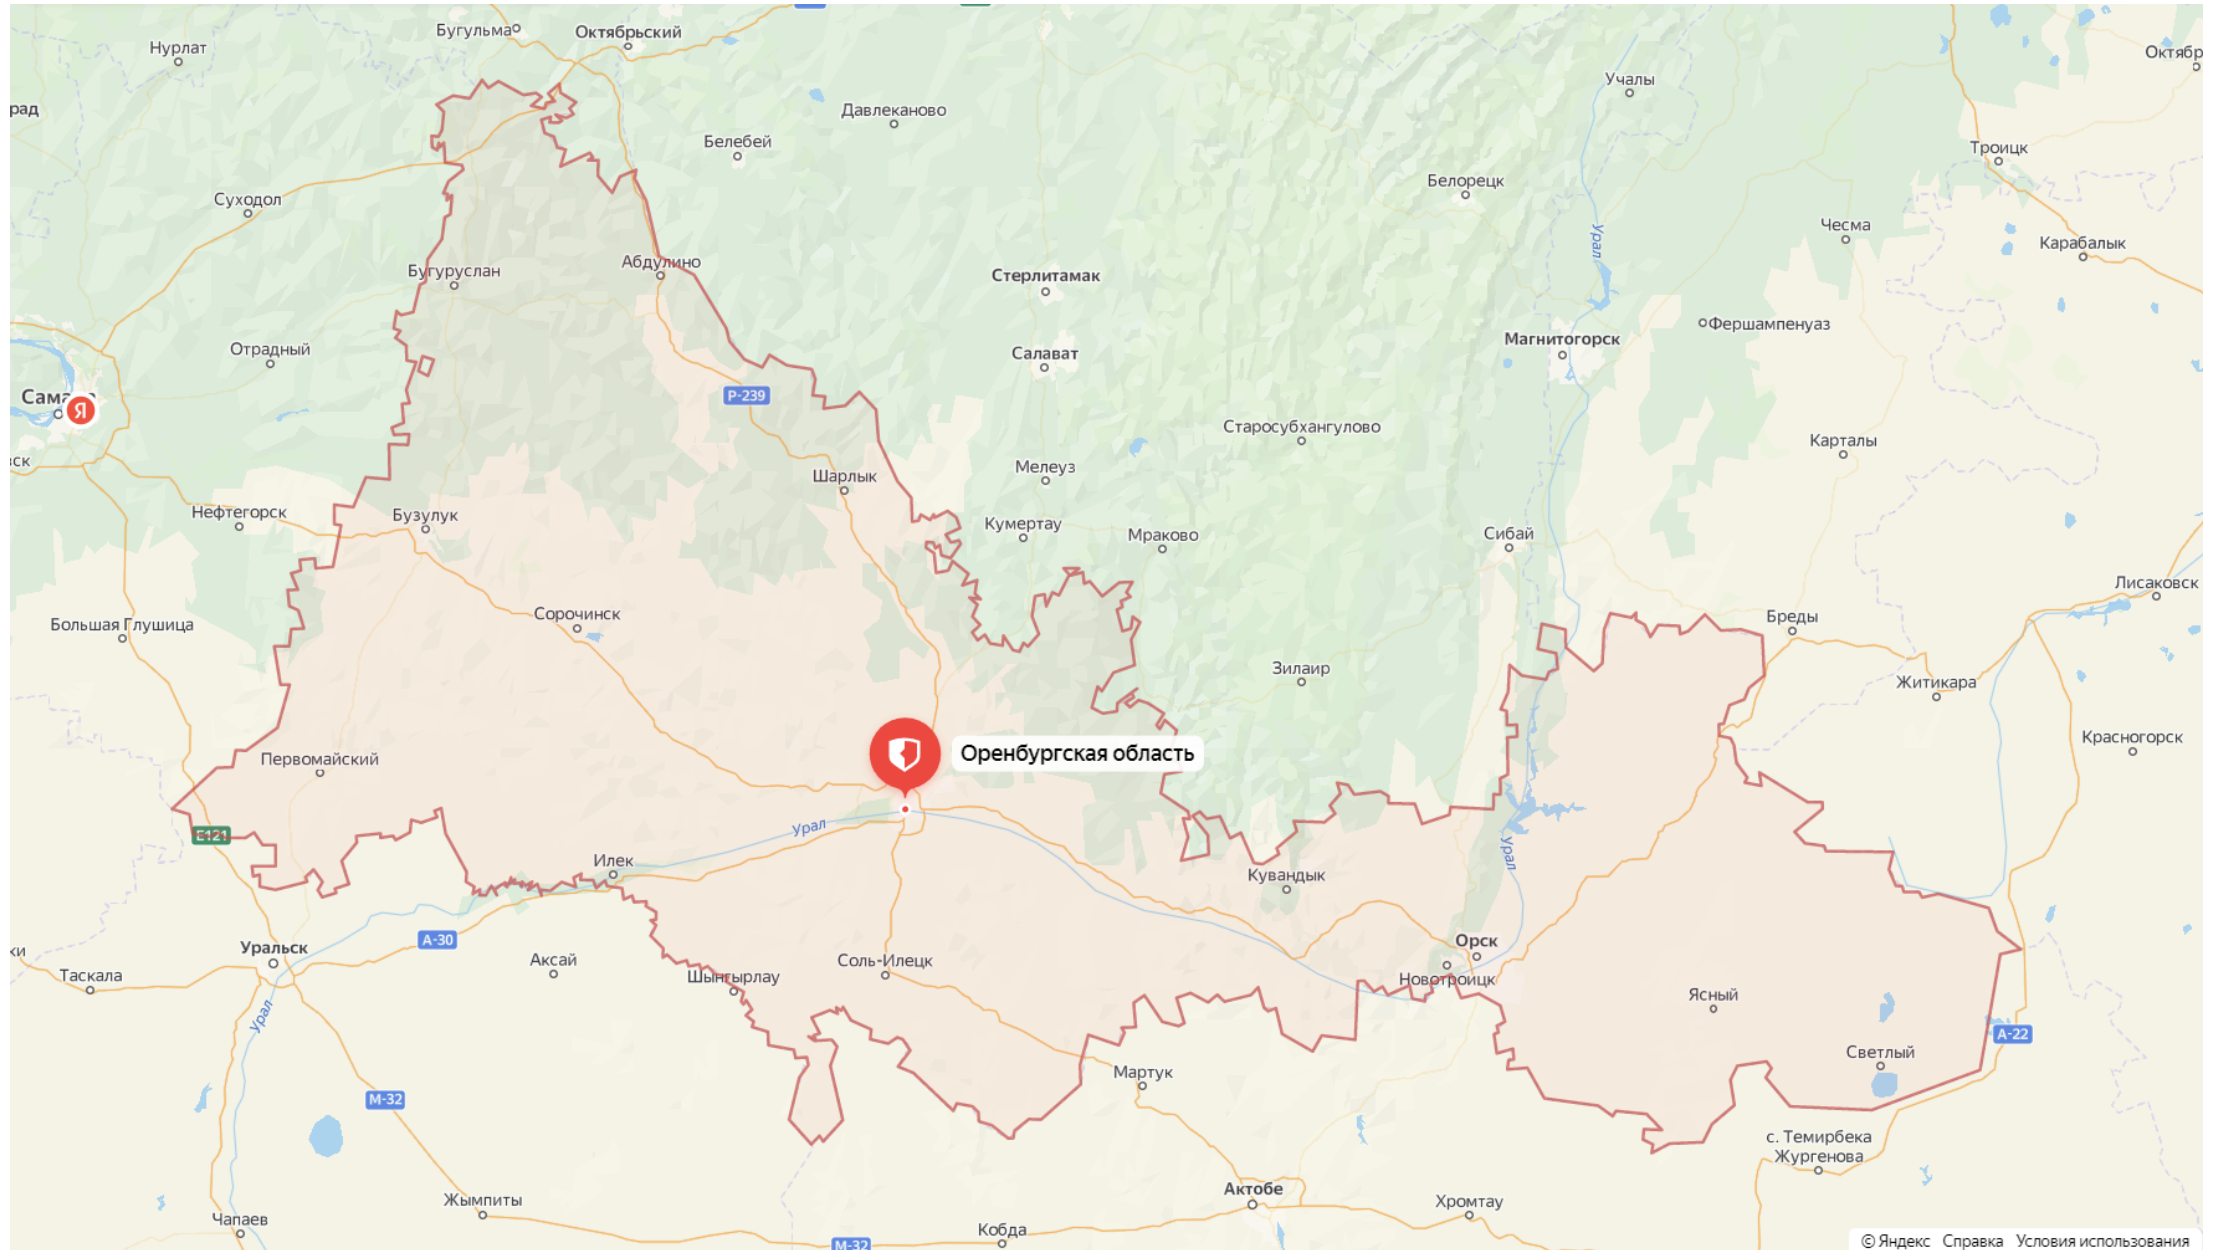 Бугульма
Октябрьский
Нурлат
Октябр
Учалы
рад
Давлеканово
Белебей
Троицк
Белорецк
Суходол
Чесма
Урал
Карабалык
Абдулино
Бугуруслан
Стерлитамак
Фершампенуаз
Магнитогорск
Отрадный
Салават
Р-239
Я
Старосубхангулово
Карталы
вск
Мелеуз
Шарлык
Нефтегорск
Бузулук
Кумертау
Мраково
Сибай
Лисаковск
Сорочинск
Бреды
Большая Глушица
Зилаир
Житикара
Красногорск
Оренбургская область
Первомайский
Урал
E121
Урал
Илек
Кувандык
А-30
Орск
Уральск
ки
Аксай
Соль-Илецк
Таскала
Шынгырлау
Новотроицк
Ясный
Урал
А-22
Светлый
Мартук
М-32
с. Темирбека
Жургенова
Актобе
Жымпиты
Хромтау
Чапаев
Кобда
М-32
© Яндекс Справка Условия использования